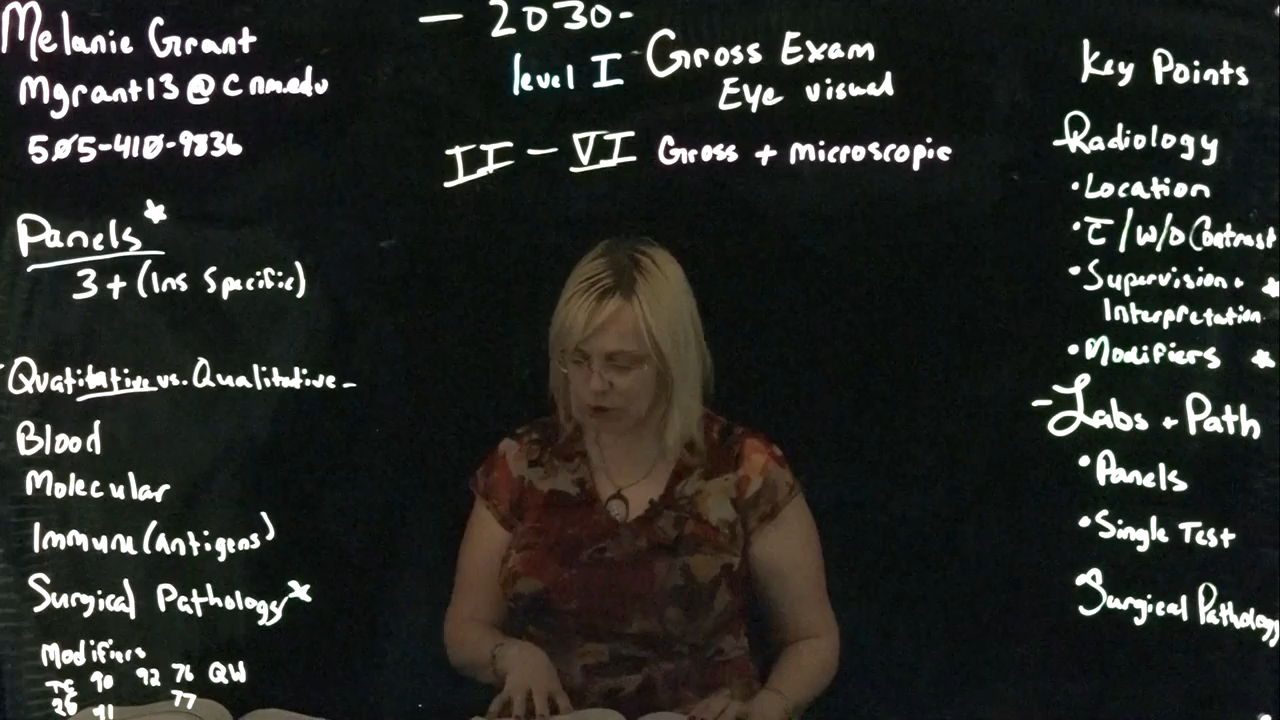 Melanie Grant
Mgrant13@cnm.edu
505-410-9836
Panels*
3+ (Ins Specific)
Quatitative vs. Qualitative-
Blood
Molecular
Immune (antigens)
Surgical Pathology*
Modifiers
TC 90 92 76 QW
26 91 77
- 2030-
level I - Gross Exam
Eye visual
II - VI Gross + microscopic
Key Points
Radiology
•Location
•C̄/W/O Contrast
•Supervision + *
Interpretation
•Modifiers *
-Labs + Path
•Panels
•Single Test
•Surgical Pathology